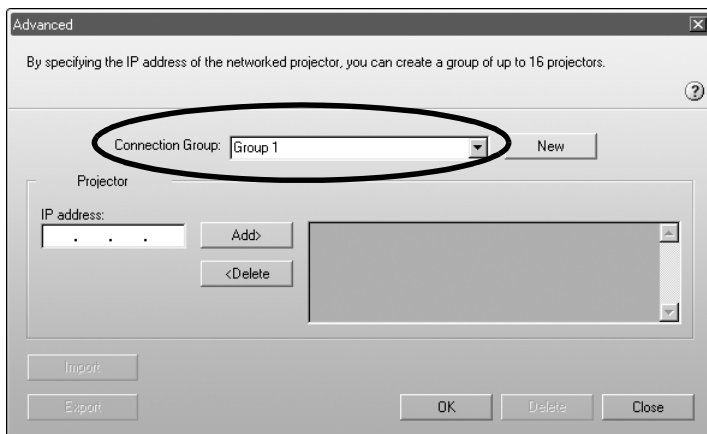 Advanced
By specifying the IP address of the networked projector, you can create a group of up to 16 projectors.
Connection Group: Group 1 New
Projector
IP address:
. . . Add>
<Delete
Import
Export OK Delete Close